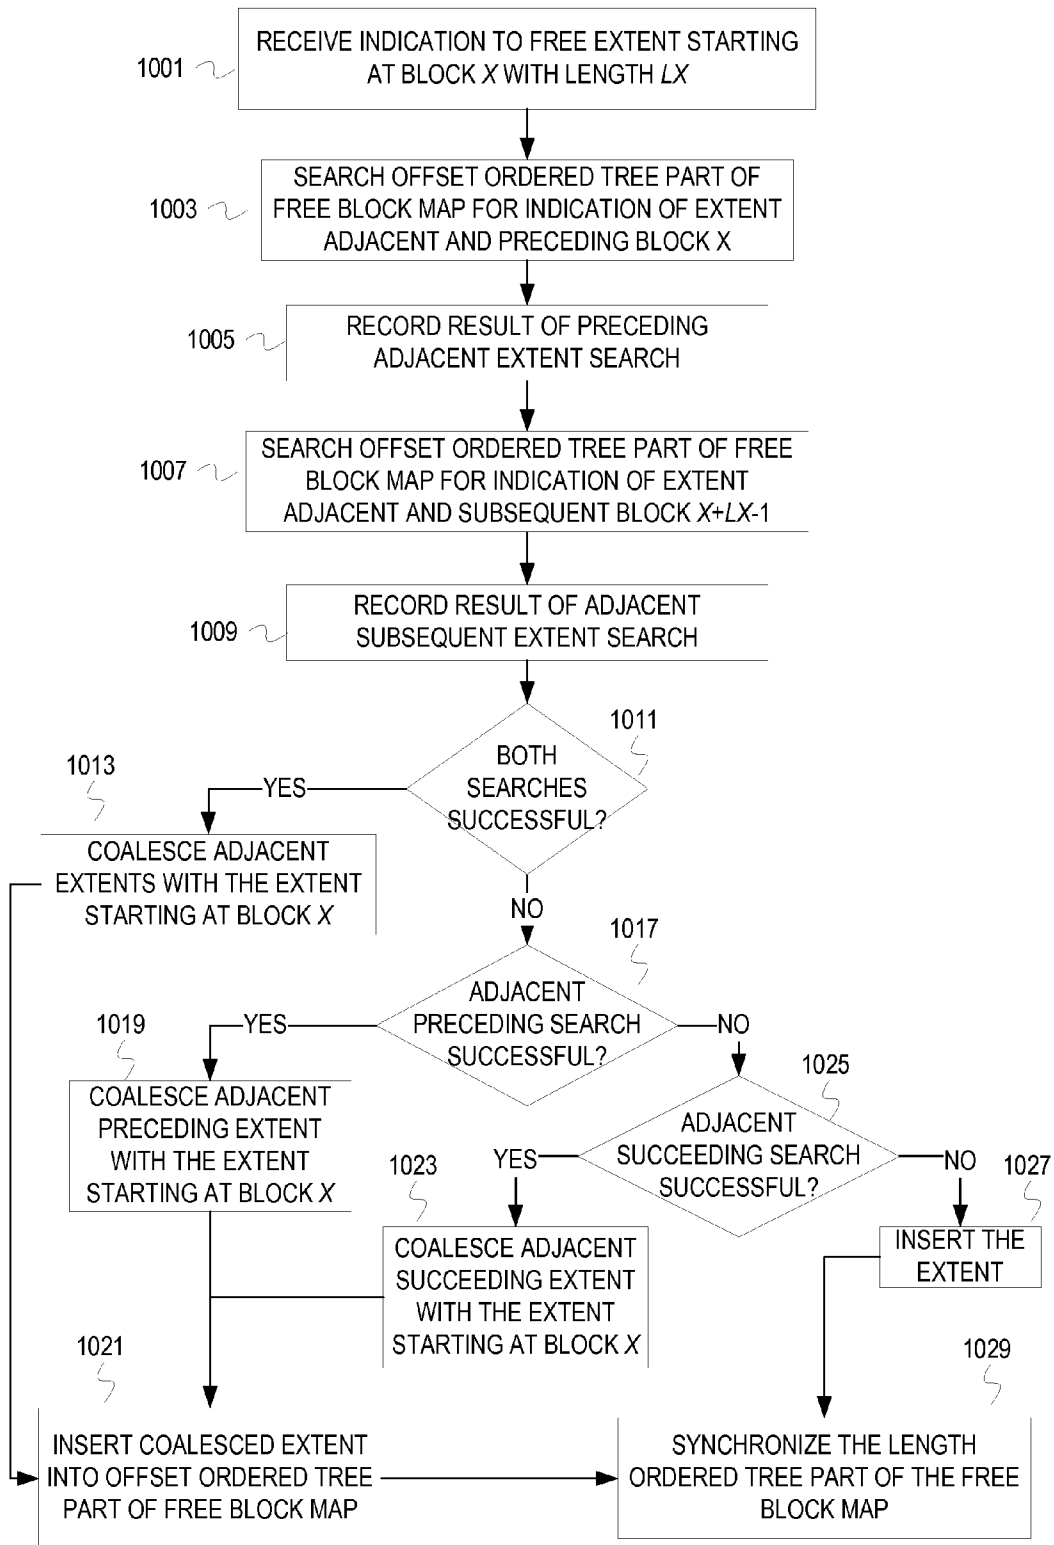 RECEIVE INDICATION TO FREE EXTENT STARTING
AT BLOCK X WITH LENGTH LX
1001
SEARCH OFFSET ORDERED TREE PART OF
FREE BLOCK MAP FOR INDICATION OF EXTENT
ADJACENT AND PRECEDING BLOCK X
1003
RECORD RESULT OF PRECEDING
ADJACENT EXTENT SEARCH
1005
SEARCH OFFSET ORDERED TREE PART OF FREE
BLOCK MAP FOR INDICATION OF EXTENT
ADJACENT AND SUBSEQUENT BLOCK X+LX-1
1007
RECORD RESULT OF ADJACENT
SUBSEQUENT EXTENT SEARCH
1009
1011
BOTH
SEARCHES
SUCCESSFUL?
YES
NO
1013
COALESCE ADJACENT
EXTENTS WITH THE EXTENT
STARTING AT BLOCK X
1017
ADJACENT
PRECEDING SEARCH
SUCCESSFUL?
YES
NO
1019
COALESCE ADJACENT
PRECEDING EXTENT
WITH THE EXTENT
STARTING AT BLOCK X
1025
ADJACENT
SUCCEEDING SEARCH
SUCCESSFUL?
YES
NO
1023
COALESCE ADJACENT
SUCCEEDING EXTENT
WITH THE EXTENT
STARTING AT BLOCK X
1027
INSERT THE
EXTENT
1021
INSERT COALESCED EXTENT
INTO OFFSET ORDERED TREE
PART OF FREE BLOCK MAP
1029
SYNCHRONIZE THE LENGTH
ORDERED TREE PART OF THE FREE
BLOCK MAP